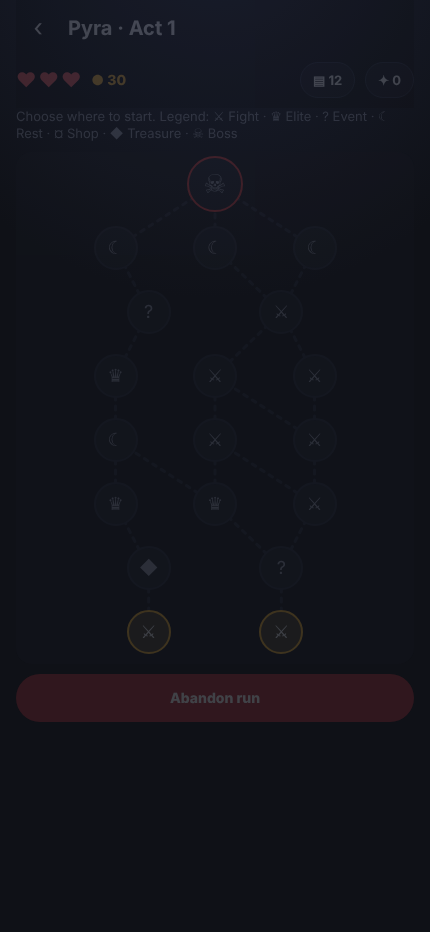 ‹ Pyra · Act 1
30 12 0
Choose where to start. Legend: ⚔ Fight · ♛ Elite · ? Event · ☾
Rest · ¤ Shop · ◆ Treasure · ☠ Boss
?
?
Abandon run